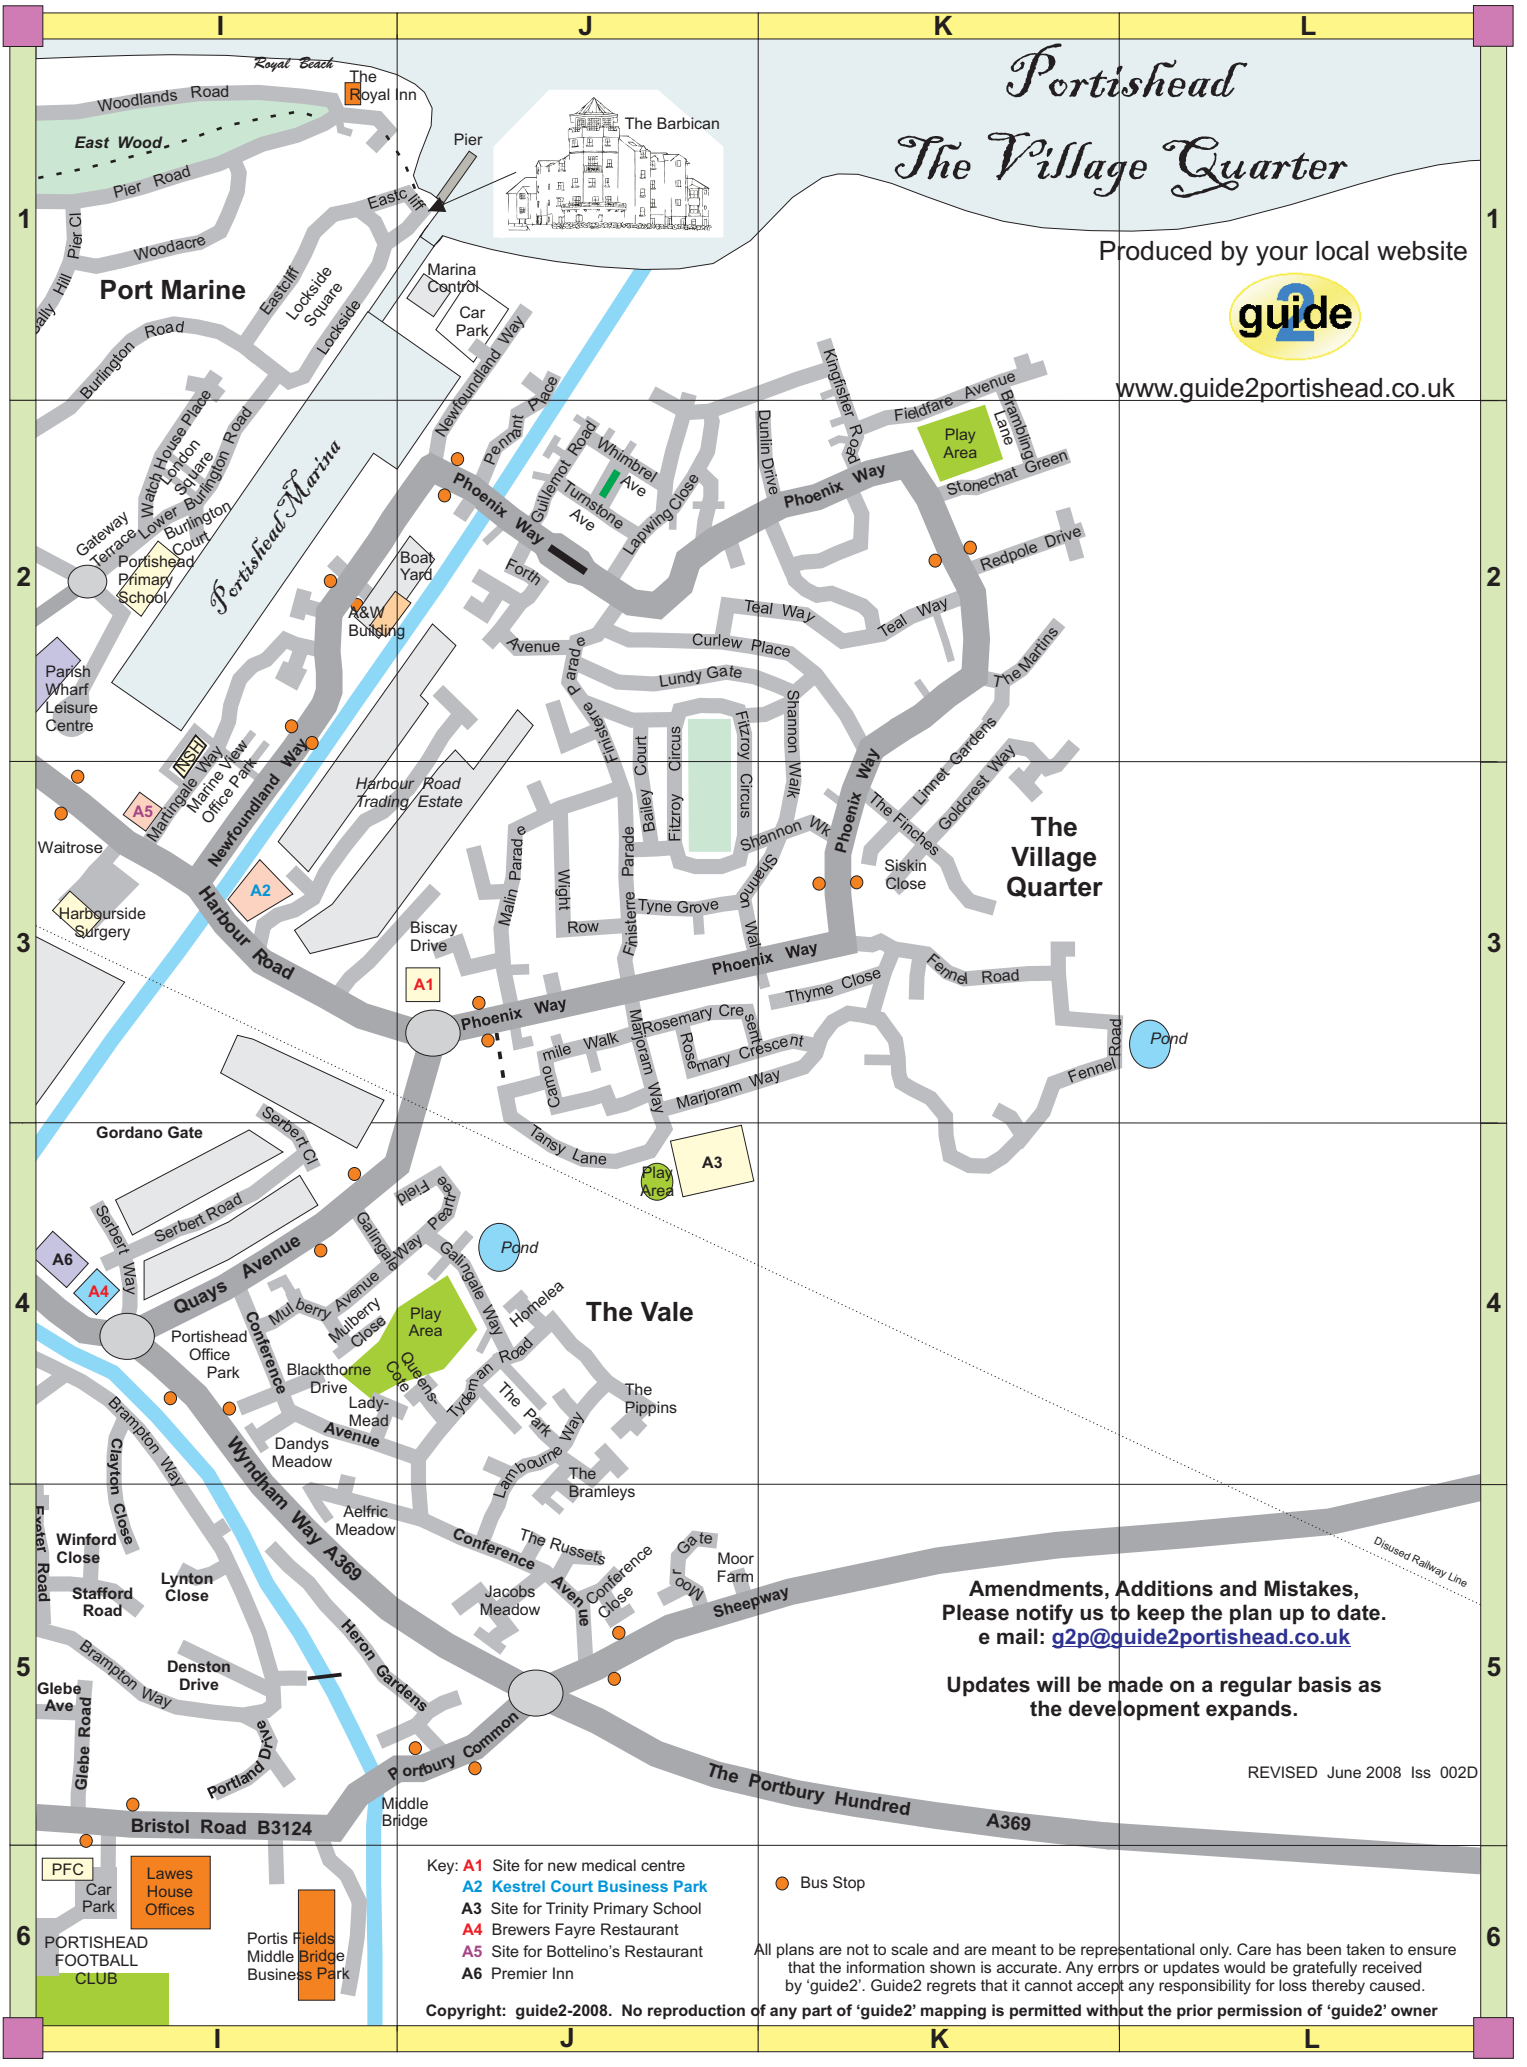 I
J
K
L
Portishead
The Village Quarter
Produced by your local website
guide 2
www.guide2portishead.co.uk
1
1
Royal Beach
The
Royal Inn
Woodlands Road
East Wood
Pier Road
Pier
The Barbican
Eastcliff
Pier Cl
Woodacre
Hill
Port Marine
Eastcliff
Lockside
Square
Lockside
Marina
Control
Car
Park
Burlington Road
Newfoundland Way
Pennant Place
Kingfisher Road
Fieldfare Avenue
Brambling
Lane
Play
Area
Stonechat Green
Dunlin Drive
Phoenix Way
Watch House Place
London
Square
Lower Burlington Road
Burlington
Court
Gateway
Terrace
Portishead
Primary
School
Portishead Marina
Phoenix Way
Guillemot Road
Whimbrel
Ave
Turnstone
Ave
Lapwing Close
2
2
Boat
Yard
A&W
Building
Forth
Avenue
Redpole Drive
Teal Way
Teal Way
Curlew Place
Lundy Gate
The Martins
Parish
Wharf
Leisure
Centre
NSH
Martingale Way
Marine View
Office Park
Newfoundland Way
Harbour Road
Trading Estate
Finisterre Parade
Bailey Court
Fitzroy Circus
Fitzroy Circus
Shannon Walk
Phoenix Way
Linnet Gardens
Goldcrest Way
The Finches
Siskin
Close
The
Village
Quarter
A5
Waitrose
A2
Harbourside
Surgery
Harbour Road
Malin Parade
Wight
Row
Finisterre Parade
Tyne Grove
Shannon Wk
Shannon Wal
Biscay
Drive
3
3
A1
Phoenix Way
Phoenix Way
Thyme Close
Fennel Road
Fennel Road
Pond
Camo
mile Walk
Rosemary Cre
sent
Rose
mary Crescent
Marjoram Way
Marjoram Way
Tansy Lane
Play
Area
A3
Gordano Gate
Serbert Cl
Serbert Road
Serbert Way
A6
A4
Quays Avenue
Peartree
Field
Galingale Way
Galingale Way
Pond
Mulberry Avenue
Mulberry
Close
Play
Area
Homelea
The Vale
4
4
Portishead
Office
Park
Conference
Blackthorne
Drive
Queens-
Cote
Lady-
Mead
Avenue
Tydeman Road
The Park
The
Pippins
Dandys
Meadow
Lambourne Way
The
Bramleys
Brampton Way
Clayton Close
Wyndham Way A369
Aelfric
Meadow
Conference
Avenue
The Russets
Conference
Close
Moor
Gate
Moor
Farm
Sheepway
Disused Railway Line
Exeter Road
Winford
Close
Stafford
Road
Lynton
Close
Jacobs
Meadow
Heron Gardens
Amendments, Additions and Mistakes,
Please notify us to keep the plan up to date.
e mail: g2p@guide2portishead.co.uk
Updates will be made on a regular basis as
the development expands.
5
5
Brampton Way
Denston
Drive
Glebe
Ave
Glebe Road
Portland Drive
Portbury Common
The Portbury Hundred
A369
REVISED June 2008 Iss 002D
Middle
Bridge
Bristol Road B3124
PFC
Car
Park
Lawes
House
Offices
PORTISHEAD
FOOTBALL
CLUB
Portis Fields
Middle Bridge
Business Park
6
6
Key: A1 Site for new medical centre
A2 Kestrel Court Business Park
A3 Site for Trinity Primary School
A4 Brewers Fayre Restaurant
A5 Site for Bottelino's Restaurant
A6 Premier Inn
Bus Stop
All plans are not to scale and are meant to be representational only. Care has been taken to ensure
that the information shown is accurate. Any errors or updates would be gratefully received
by 'guide2'. Guide2 regrets that it cannot accept any responsibility for loss thereby caused.
Copyright: guide2-2008. No reproduction of any part of 'guide2' mapping is permitted without the prior permission of 'guide2' owner
I
J
K
L